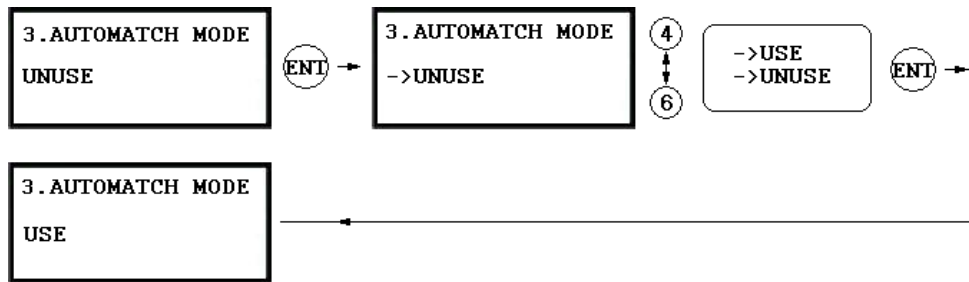 3.AUTOMATCH MODE
UNUSE
ENT
3.AUTOMATCH MODE
->UNUSE
4
6
->USE
->UNUSE
ENT
3.AUTOMATCH MODE
USE